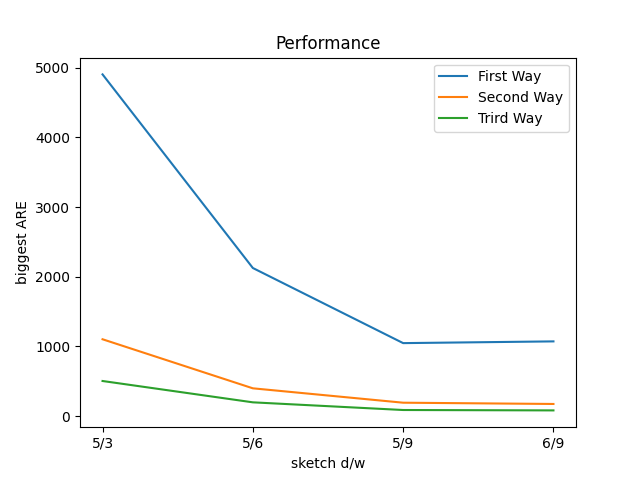 Performance
First Way
Second Way
Trird Way
5000
4000
3000
2000
1000
0
biggest ARE
5/3
5/6
5/9
6/9
sketch d/w